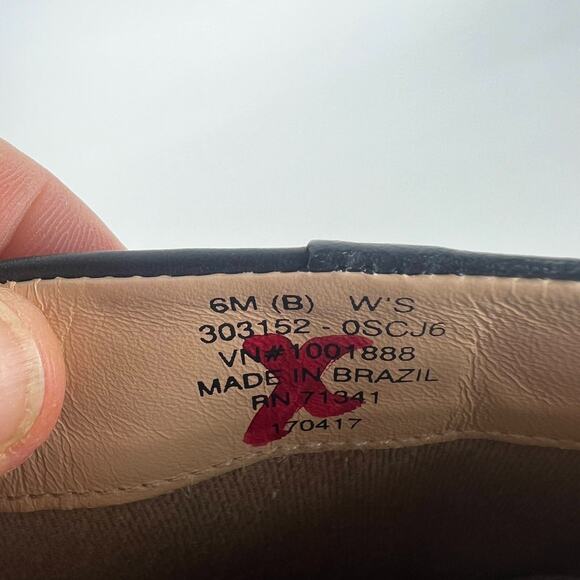 6M (B) W'S
303152 - 0SCJ6
VN#1001888
MADE IN BRAZIL
RN 71341
170417